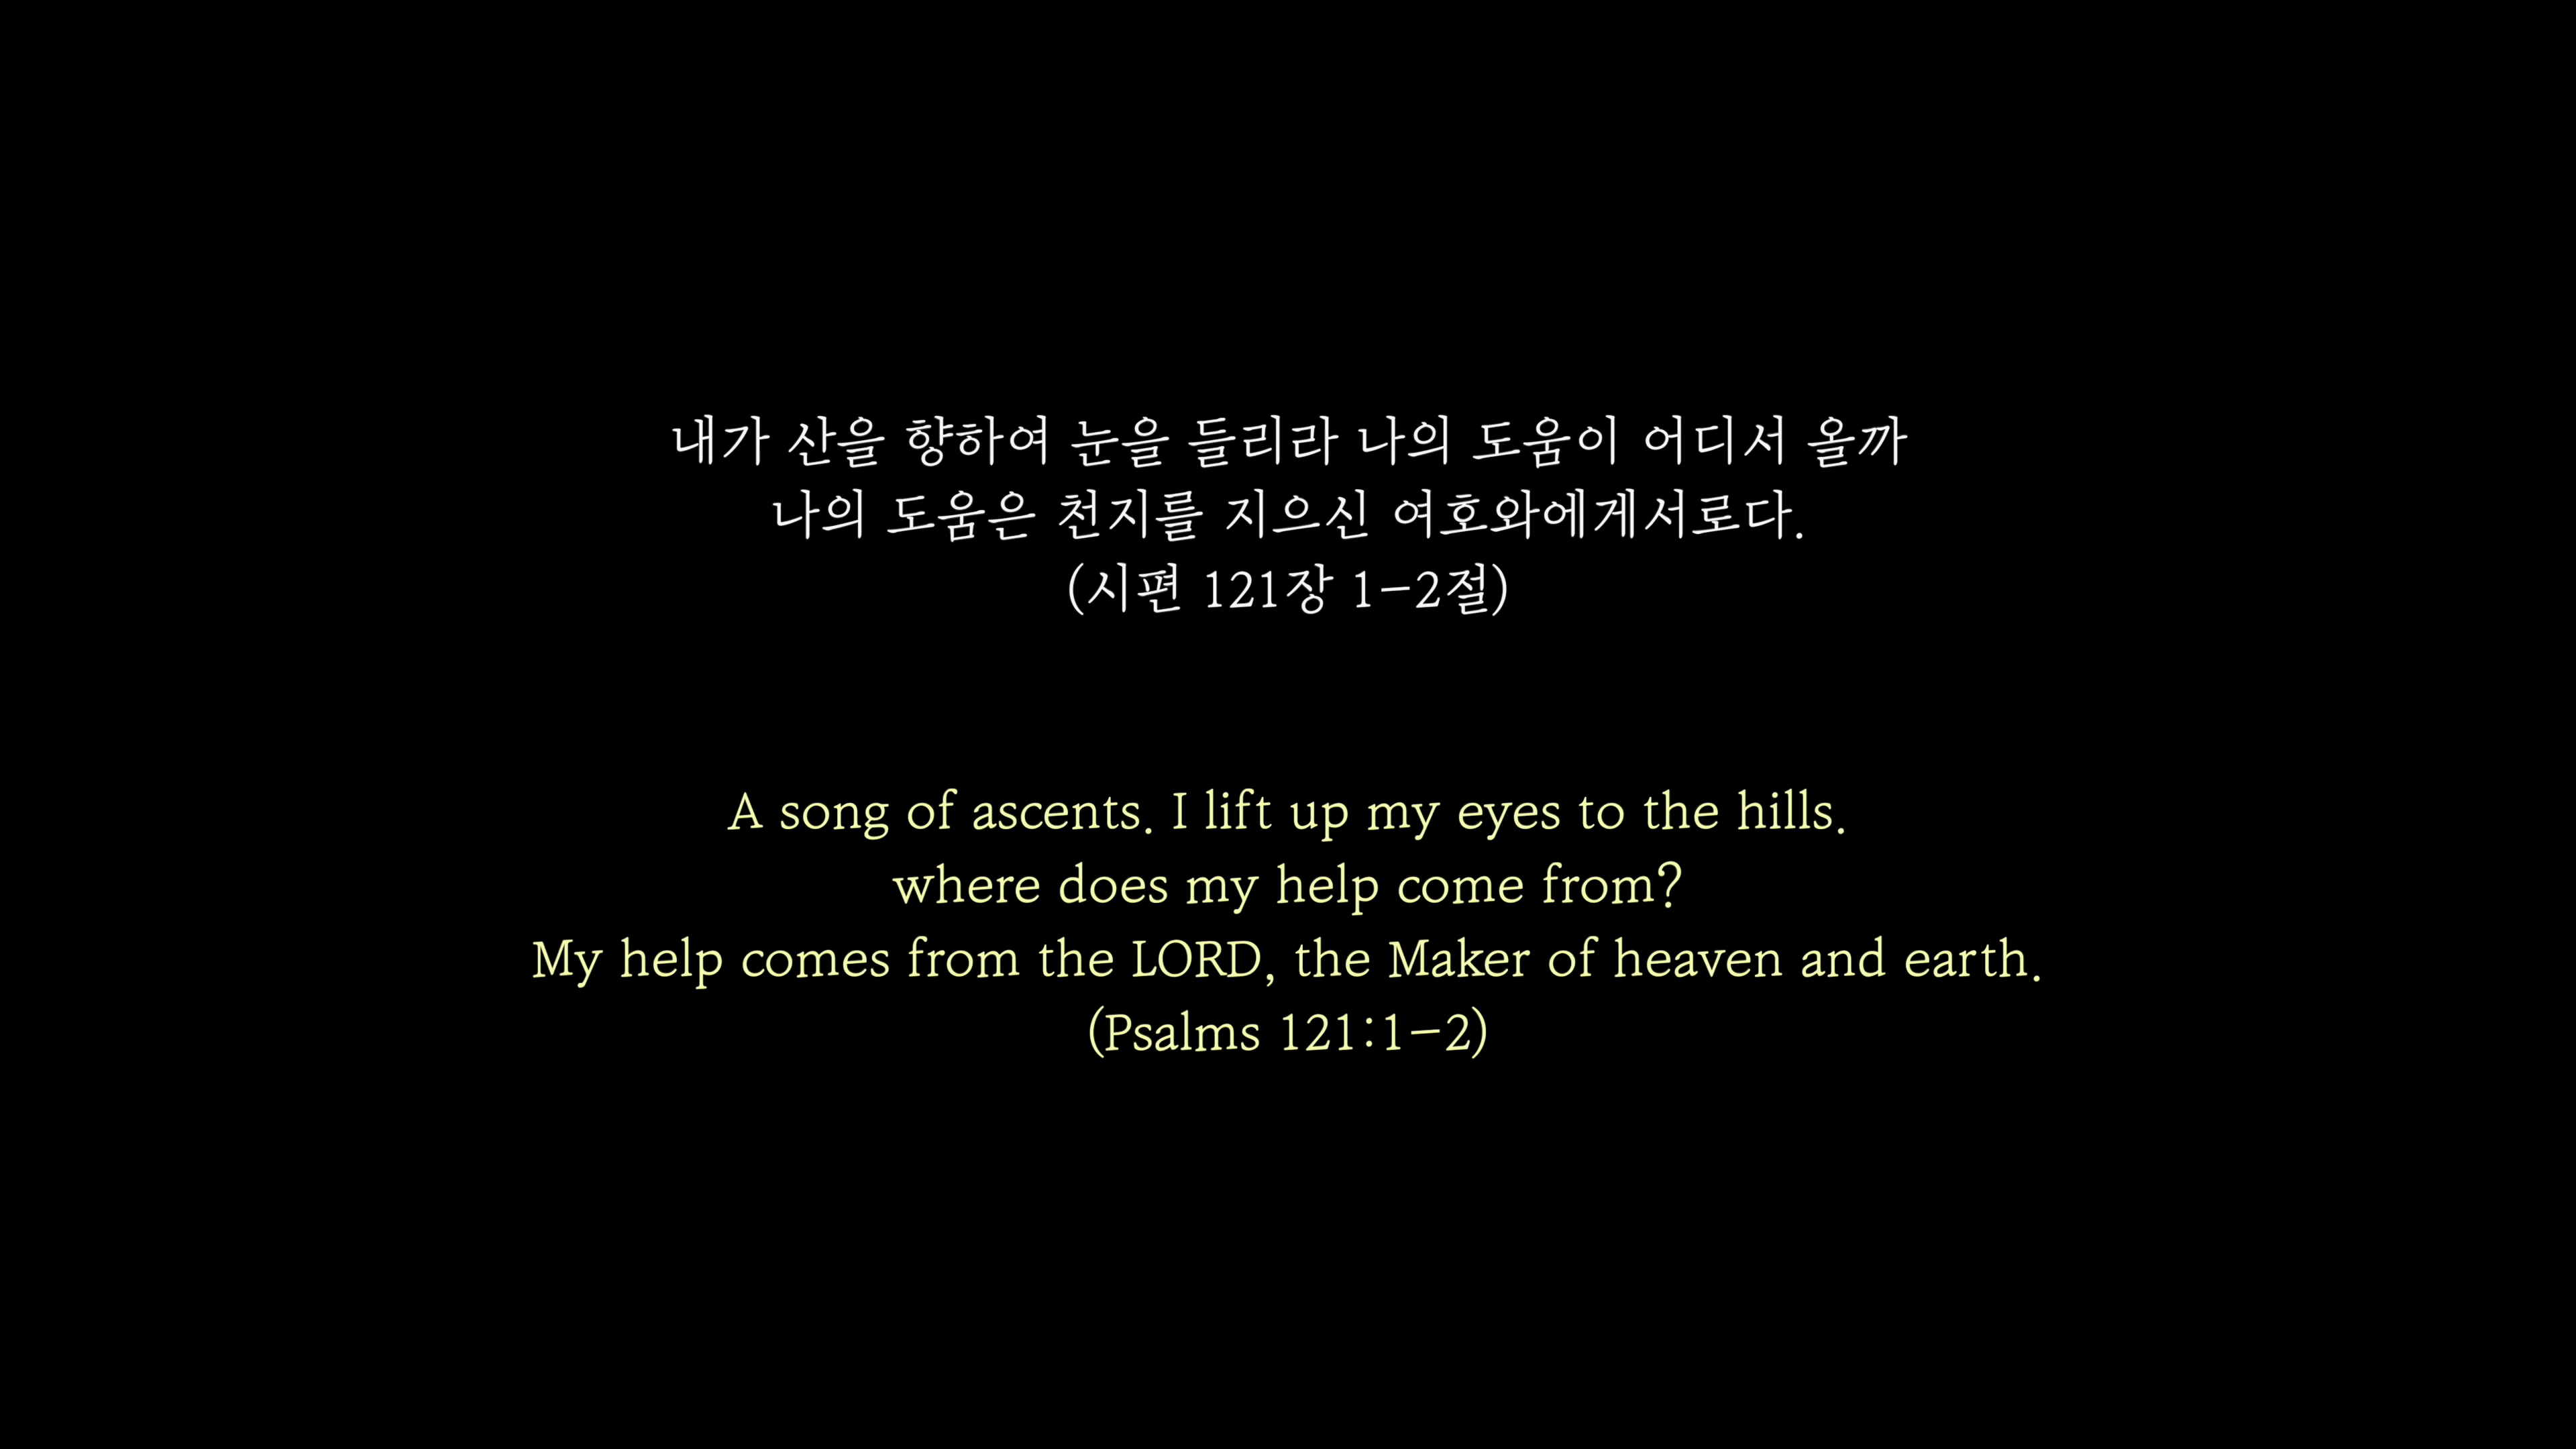 내가 산을 향하여 눈을 들리라 나의 도움이 어디서 올까
나의 도움은 천지를 지으신 여호와에게서로다.
(시편 121장 1-2절)
A song of ascents. I lift up my eyes to the hills.
where does my help come from?
My help comes from the LORD, the Maker of heaven and earth.
(Psalms 121:1-2)